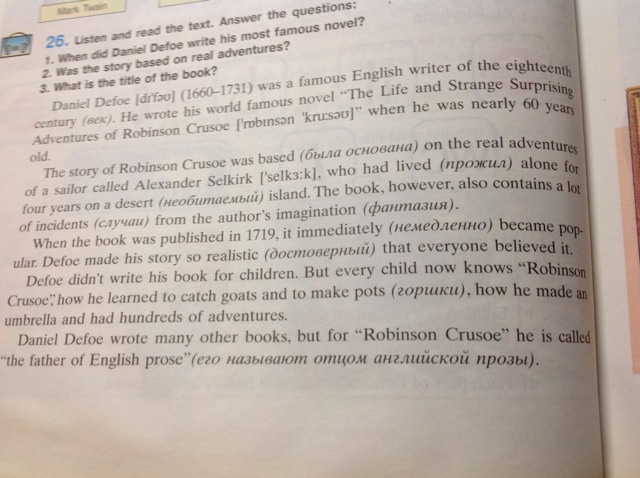 Mark Twain
26. Listen and read the text. Answer the questions:
1. When did Daniel Defoe write his most famous novel?
2. Was the story based on real adventures?
3. What is the title of the book?
Daniel Defoe [dɪ'fəʊ] (1660–1731) was a famous English writer of the eighteenth
century (век). He wrote his world famous novel “The Life and Strange Surprising
Adventures of Robinson Crusoe ['rɒbɪnsən 'kru:səʊ]” when he was nearly 60 years
old.
The story of Robinson Crusoe was based (была основана) on the real adventures
of a sailor called Alexander Selkirk ['selkɜ:k], who had lived (прожил) alone for
four years on a desert (необитаемый) island. The book, however, also contains a lot
of incidents (случаи) from the author’s imagination (фантазия).
When the book was published in 1719, it immediately (немедленно) became pop-
ular. Defoe made his story so realistic (достоверный) that everyone believed it.
Defoe didn’t write his book for children. But every child now knows “Robinson
Crusoe”, how he learned to catch goats and to make pots (горшки), how he made an
umbrella and had hundreds of adventures.
Daniel Defoe wrote many other books, but for “Robinson Crusoe” he is called
“the father of English prose” (его называют отцом английской прозы).